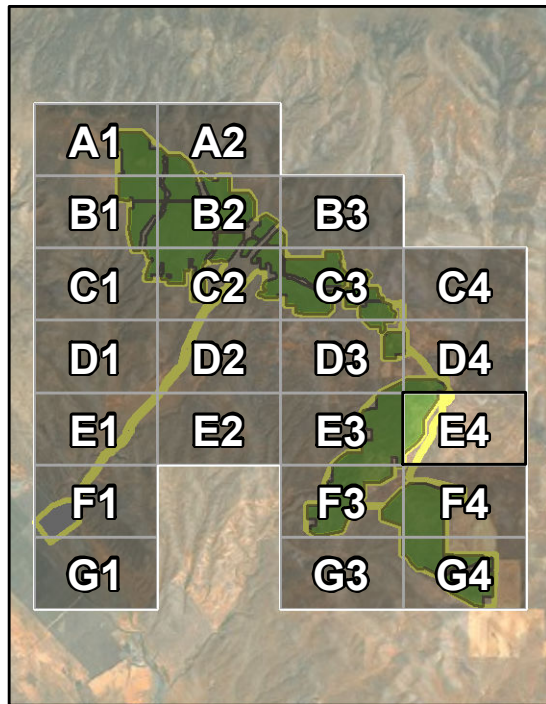 A1 A2
B1 B2 B3
C1 C2 C3 C4
D1 D2 D3 D4
E1 E2 E3 E4
F1 F3 F4
G1 G3 G4